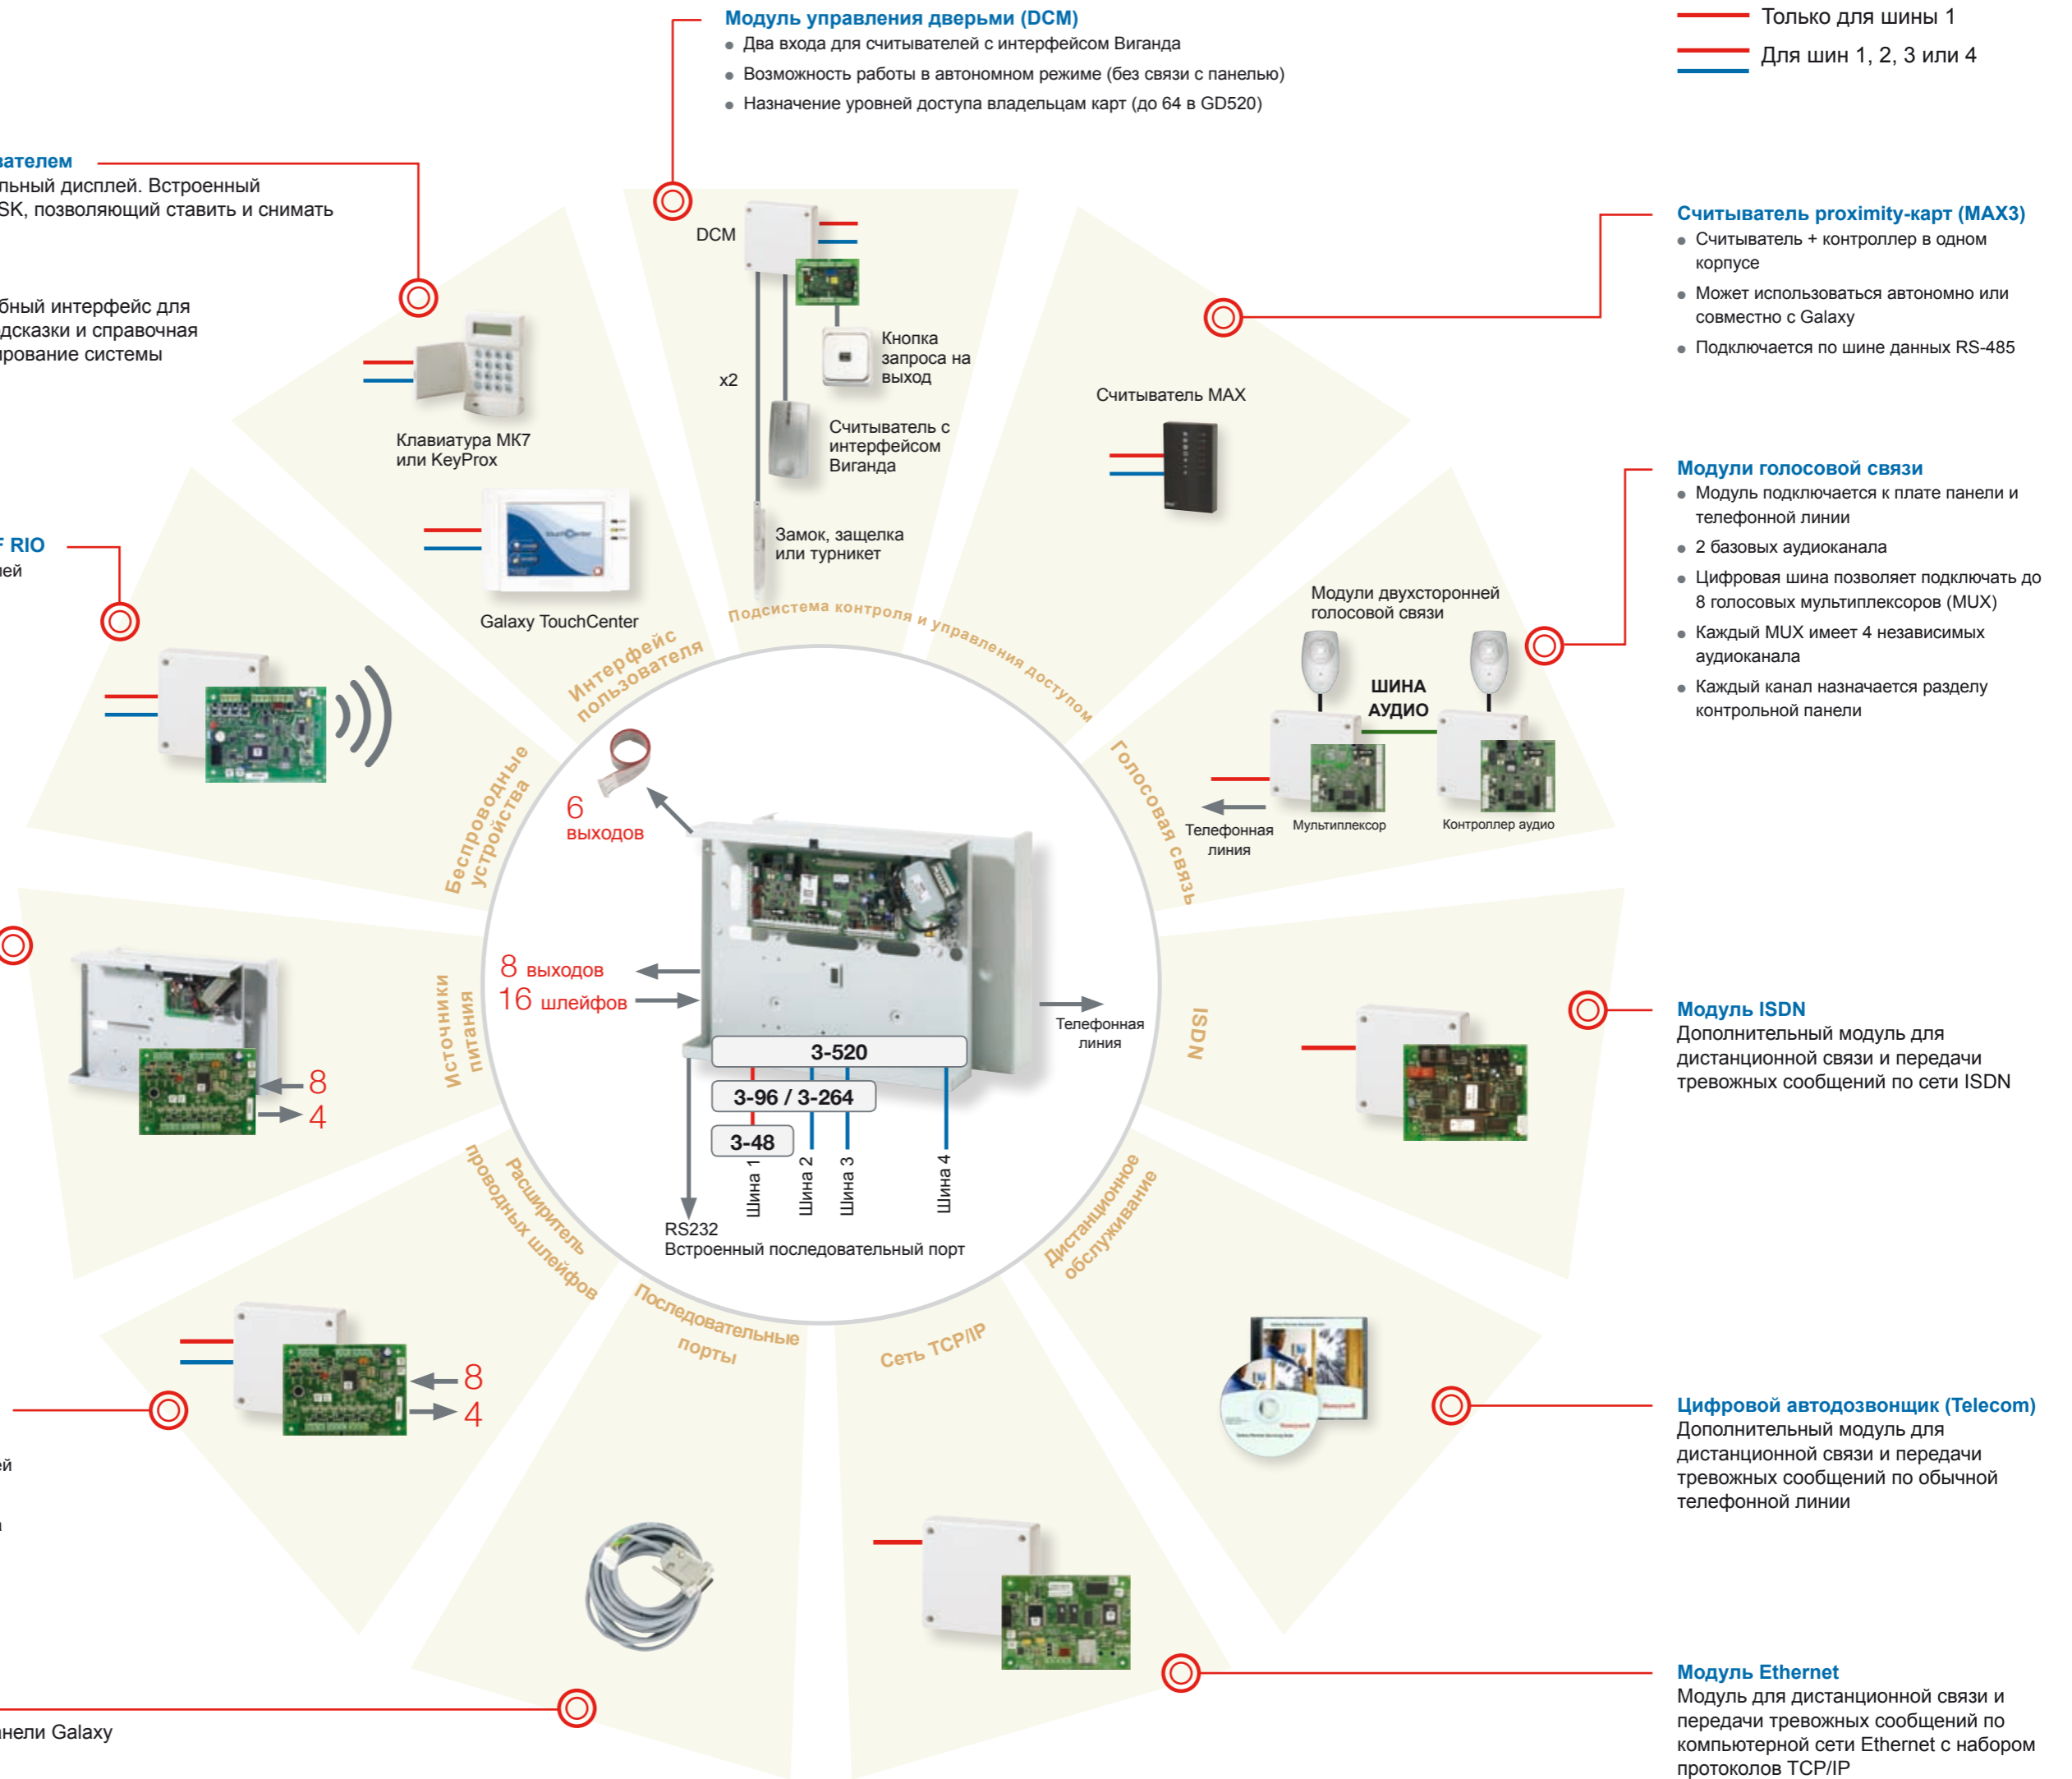 Модуль управления дверьми (DCM)
Два входа для считывателей с интерфейсом Виганда
Возможность работы в автономном режиме (без связи с панелью)
Назначение уровней доступа владельцам карт (до 64 в GD520)
Только для шины 1
Для шин 1, 2, 3 или 4
вателем
льный дисплей. Встроенный
SK, позволяющий ставить и снимать
бный интерфейс для
дсказки и справочная
ирование системы
F RIO
лей
DCM
x2
Кнопка
запроса на
выход
Считыватель с
интерфейсом
Виганда
Замок, защелка
или турникет
Клавиатура МК7
или KeyProx
Galaxy TouchCenter
Считыватель MAX
Считыватель proximity-карт (MAX3)
Считыватель + контроллер в одном
корпусе
Может использоваться автономно или
совместно с Galaxy
Подключается по шине данных RS-485
Модули голосовой связи
Модуль подключается к плате панели и
телефонной линии
2 базовых аудиоканала
Цифровая шина позволяет подключать до
8 голосовых мультиплексоров (MUX)
Каждый MUX имеет 4 независимых
аудиоканала
Каждый канал назначается разделу
контрольной панели
Модули двухсторонней
голосовой связи
ШИНА
АУДИО
Телефонная
линия
Мультиплексор
Контроллер аудио
Интерфейс
пользователя
Подсистема контроля и управления доступом
Голосовая связь
Беспроводные
устройства
Источники
питания
Расширитель
проводных шлейфов
Последовательные
порты
Сеть TCP/IP
Дистанционное
обслуживание
ISDN
6
выходов
8 выходов
16 шлейфов
Телефонная
линия
3-520
3-96 / 3-264
3-48
Шина 1
Шина 2
Шина 3
Шина 4
RS232
Встроенный последовательный порт
8
4
8
4
ей
а
Модуль ISDN
Дополнительный модуль для
дистанционной связи и передачи
тревожных сообщений по сети ISDN
Цифровой автодозвонщик (Telecom)
Дополнительный модуль для
дистанционной связи и передачи
тревожных сообщений по обычной
телефонной линии
Honeywell
Honeywell
Модуль Ethernet
Модуль для дистанционной связи и
передачи тревожных сообщений по
компьютерной сети Ethernet с набором
протоколов TCP/IP
анели Galaxy